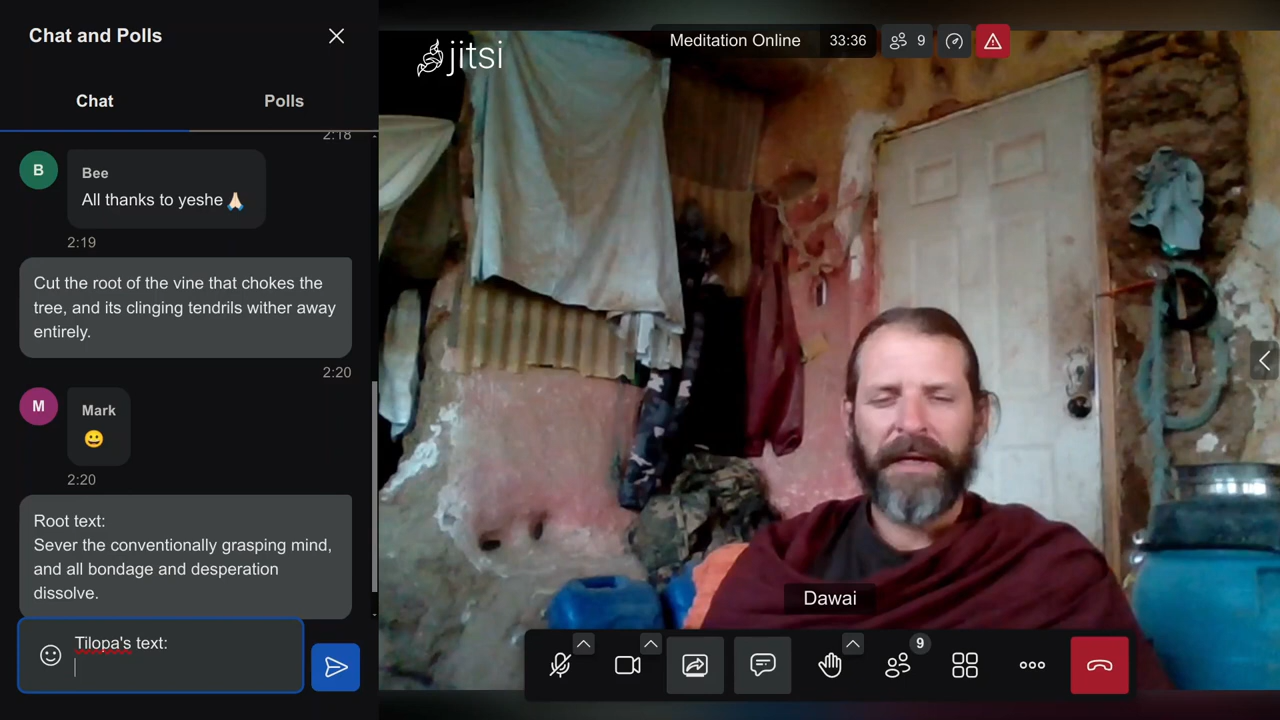 Chat and Polls
Chat
Polls
2:18
B
Bee
All thanks to yeshe🙏🏻
2:19
Cut the root of the vine that chokes the
tree, and its clinging tendrils wither away
entirely.
2:20
M
Mark
😀
2:20
Root text:
Sever the conventionally grasping mind,
and all bondage and desperation
dissolve.
Tilopa's text:
jitsi
Meditation Online
33:36
9
Dawai
9